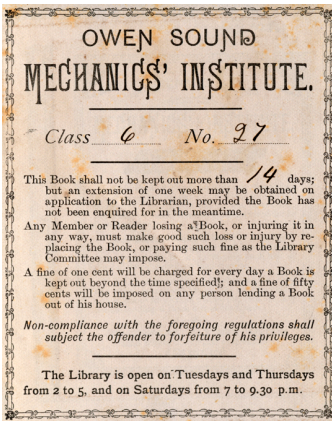 OWEN SOUND
MECHANICS' INSTITUTE.
Class 6 No. 27
This Book shall not be kept out more than 14 days;
but an extension of one week may be obtained on
application to the Librarian, provided the Book has
not been enquired for in the meantime.
Any Member or Reader losing a Book, or injuring it in
any way, must make good such loss or injury by re-
placing the Book, or paying such fine as the Library
Committee may impose.
A fine of one cent will be charged for every day a Book is
kept out beyond the time specified; and a fine of fifty
cents will be imposed on any person lending a Book
out of his house.
Non-compliance with the foregoing regulations shall
subject the offender to forfeiture of his privileges.
The Library is open on Tuesdays and Thursdays
from 2 to 5, and on Saturdays from 7 to 9.30 p.m.